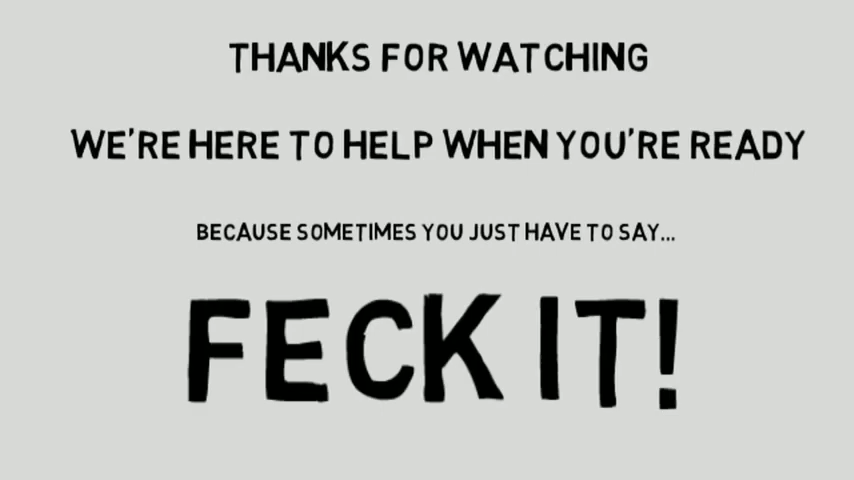 THANKS FOR WATCHING
WE'RE HERE TO HELP WHEN YOU'RE READY
BECAUSE SOMETIMES YOU JUST HAVE TO SAY...
FECK IT!